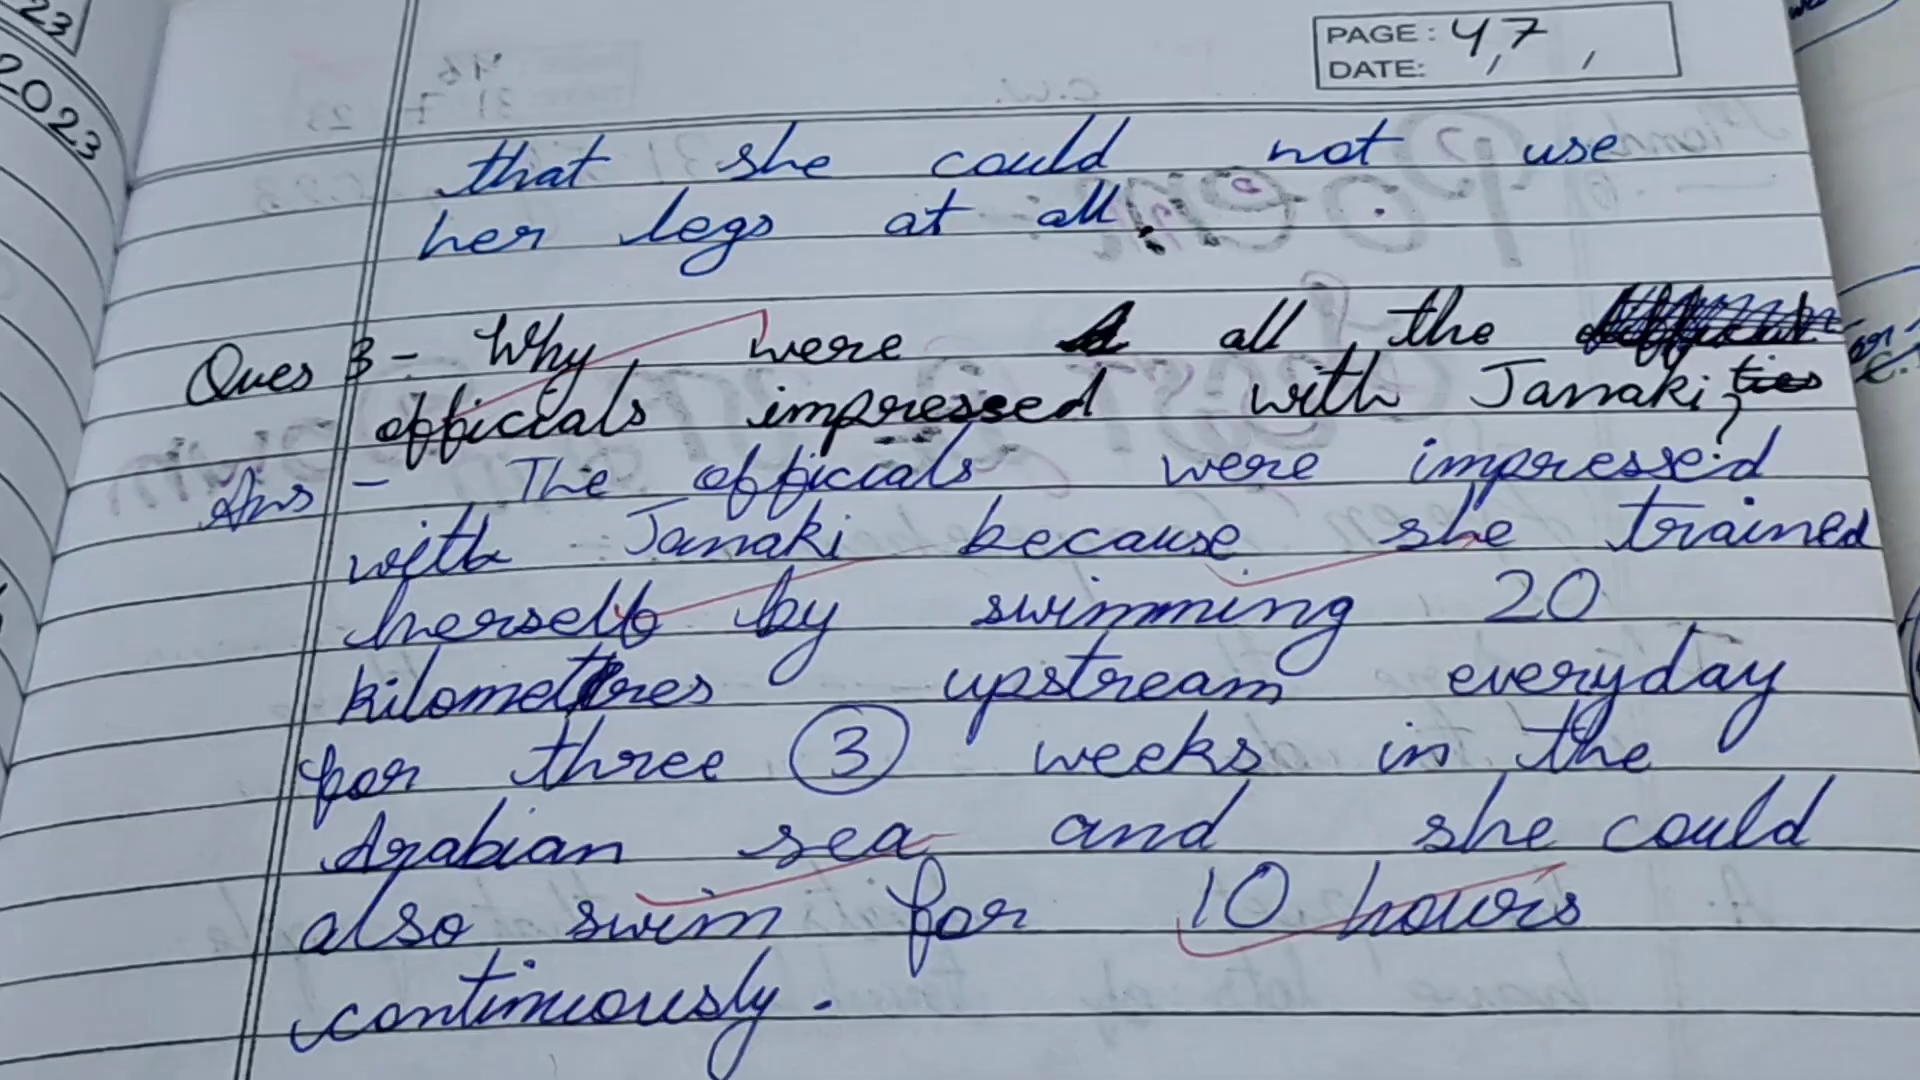 23
2023
PAGE: 47
DATE: / /
that she could not use
her legs at all.
Ques 3- Why were all the
officials impressed with Janaki?
Ans - The officials were impressed
with Janaki because she trained
herself by swimming 20
kilometres upstream everyday
for three 3 weeks in the
Arabian sea and she could
also swim for 10 hours
continuously.